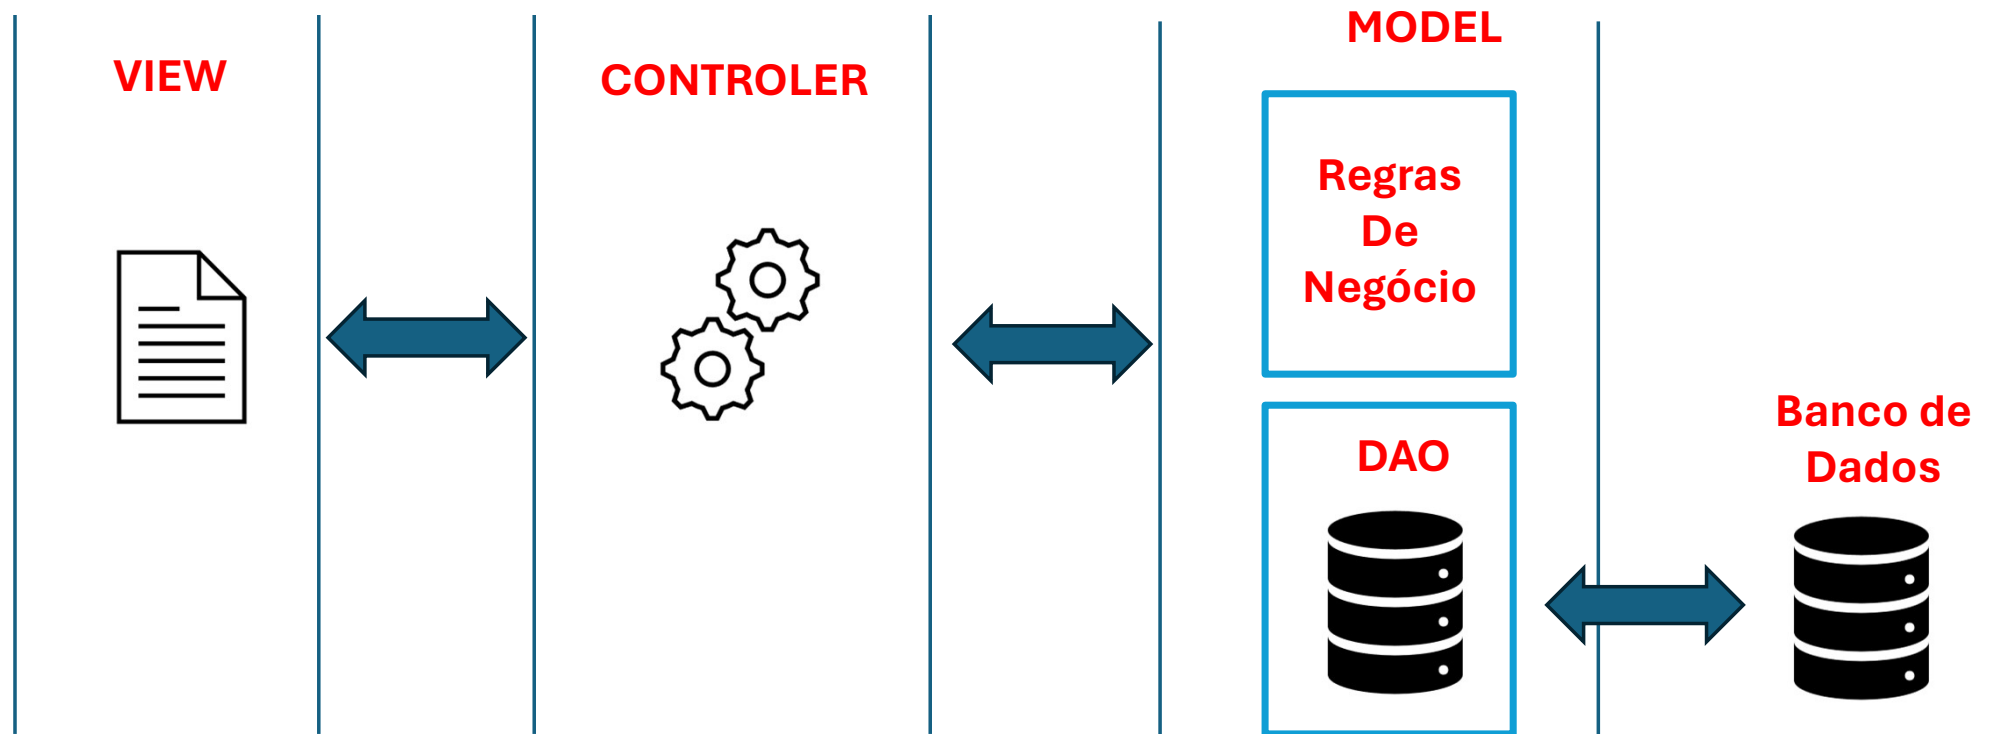 VIEW
CONTROLER
MODEL
Regras
De
Negócio
DAO
Banco de
Dados